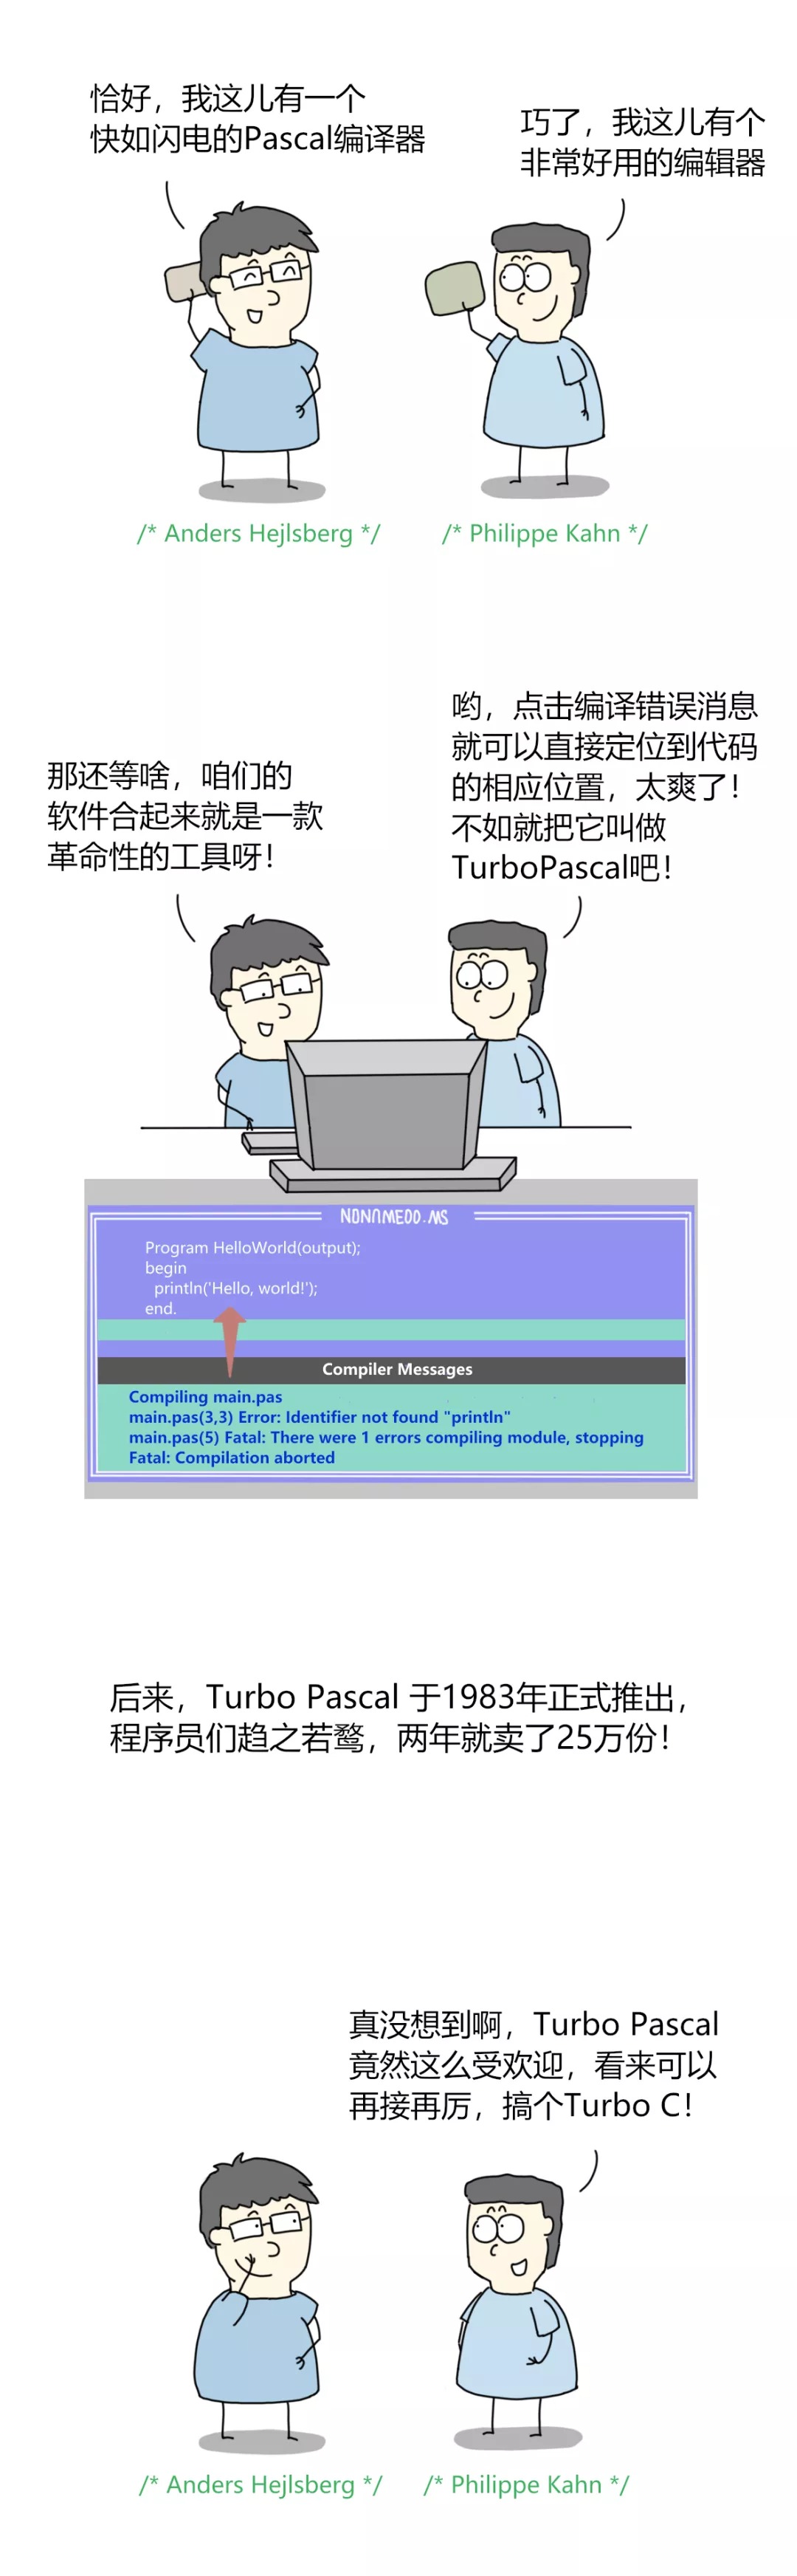 恰好，我这儿有一个
快如闪电的Pascal编译器
巧了，我这儿有个
非常好用的编辑器
/* Anders Hejlsberg */
/* Philippe Kahn */
那还等啥，咱们的
软件合起来就是一款
革命性的工具呀！
哟，点击编译错误消息
就可以直接定位到代码
的相应位置，太爽了！
不如就把它叫做
TurboPascal吧！
Program HelloWorld(output);
begin
println('Hello, world!');
end.
Compiler Messages
Compiling main.pas
main.pas(3,3) Error: Identifier not found "println"
main.pas(5) Fatal: There were 1 errors compiling module, stopping
Fatal: Compilation aborted
后来，Turbo Pascal 于1983年正式推出，
程序员们趋之若鹜，两年就卖了25万份！
真没想到啊，Turbo Pascal
竟然这么受欢迎，看来可以
再接再厉，搞个Turbo C！
/* Anders Hejlsberg */
/* Philippe Kahn */